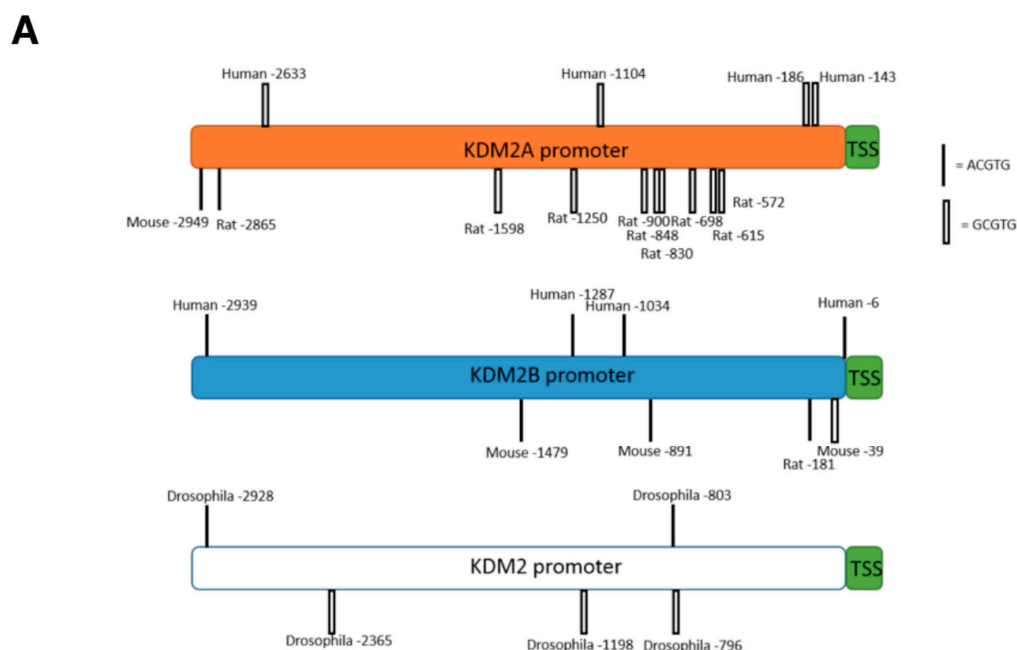 A
Human -2633
Human -1104
Human -186
Human -143
KDM2A promoter
TSS
= ACGTG
= GCGTG
Mouse -2949
Rat -2865
Rat -1598
Rat -1250
Rat -900
Rat -698
Rat -572
Rat -848
Rat -615
Rat -830
Human -2939
Human -1287
Human -1034
Human -6
KDM2B promoter
TSS
Mouse -1479
Mouse -891
Mouse -39
Rat -181
Drosophila -2928
Drosophila -803
KDM2 promoter
TSS
Drosophila -2365
Drosophila -1198
Drosophila -796